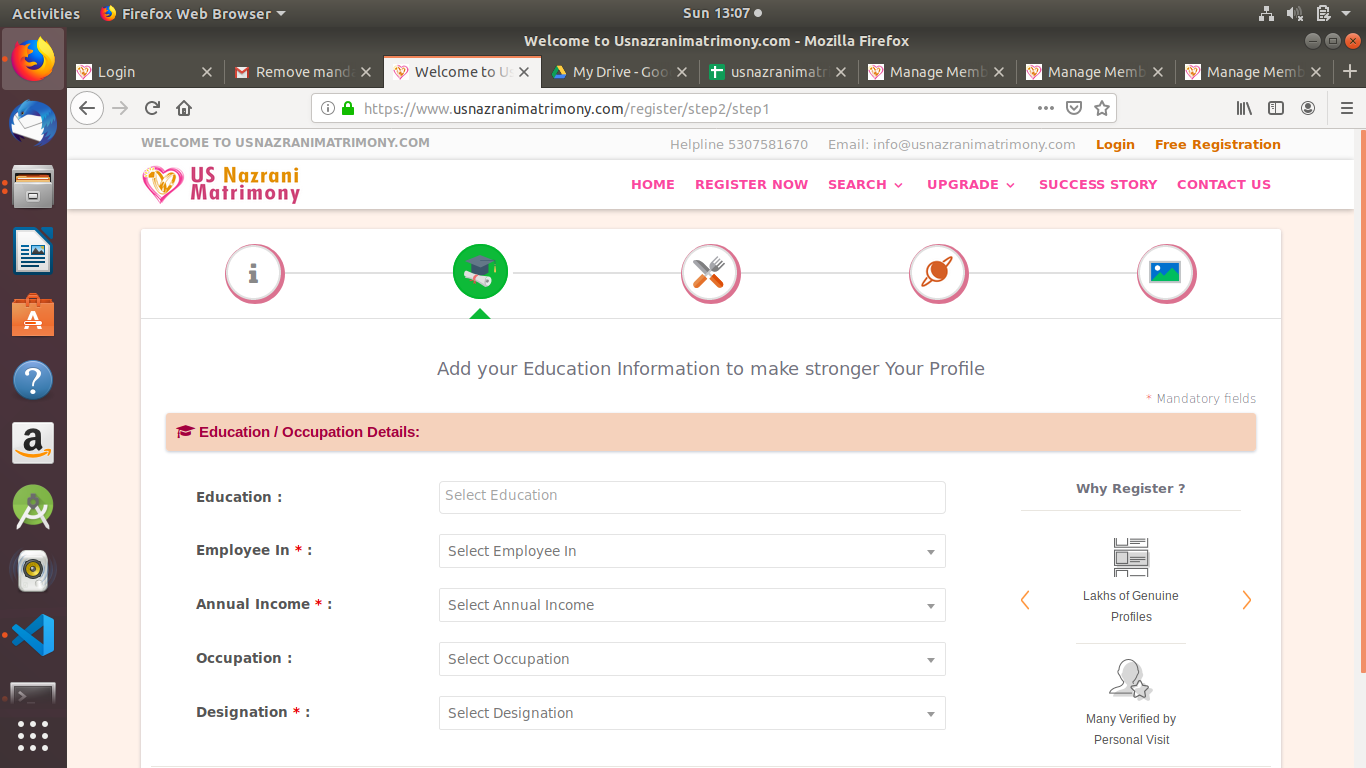 Activities Firefox Web Browser Sun 13:07
Welcome to Usnazranimatrimony.com - Mozilla Firefox
Login Remove manda Welcome to Us My Drive - Goo usnazranimatr Manage Memb Manage Memb Manage Memb
https://www.usnazranimatrimony.com/register/step2/step1
WELCOME TO USNAZRANIMATRIMONY.COM Helpline 5307581670 Email: info@usnazranimatrimony.com Login Free Registration
US Nazrani
Matrimony
HOME REGISTER NOW SEARCH UPGRADE SUCCESS STORY CONTACT US
Add your Education Information to make stronger Your Profile
* Mandatory fields
Education / Occupation Details:
Education : Select Education
Employee In * : Select Employee In
Annual Income * : Select Annual Income
Occupation : Select Occupation
Designation * : Select Designation
Why Register ?
Lakhs of Genuine
Profiles
Many Verified by
Personal Visit